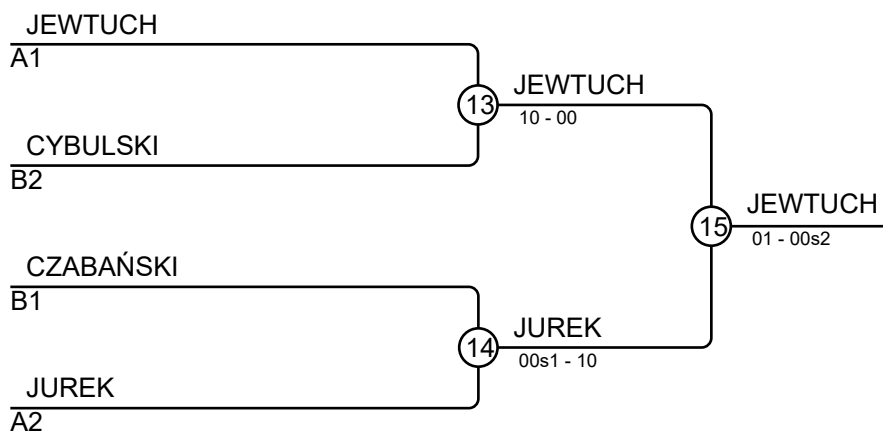 JEWTUCH
A1
13
JEWTUCH
10 - 00
CYBULSKI
B2
15
JEWTUCH
01 - 00s2
CZABAŃSKI
B1
14
JUREK
00s1 - 10
JUREK
A2